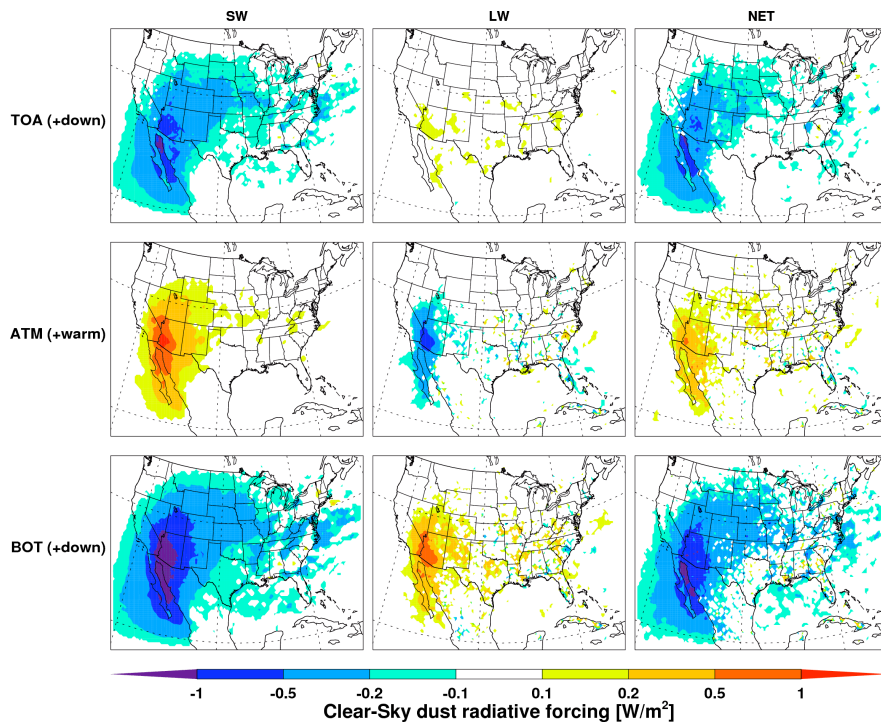 SW LW NET
TOA (+down)
ATM (+warm)
BOT (+down)
-1 -0.5 -0.2 -0.1 0.1 0.2 0.5 1
Clear-Sky dust radiative forcing [W/m²]